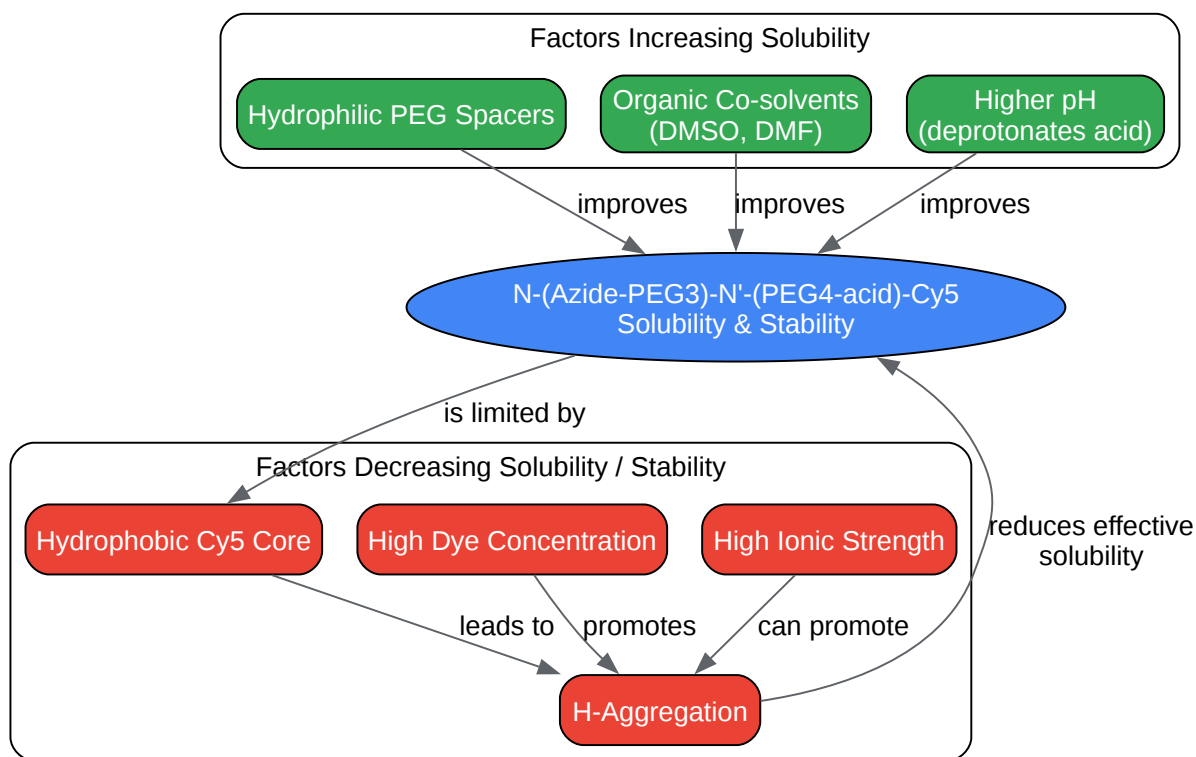 Factors Increasing Solubility
Hydrophilic PEG Spacers
Organic Co-solvents
(DMSO, DMF)
Higher pH
(deprotonates acid)
improves
improves
improves
N-(Azide-PEG3)-N'-(PEG4-acid)-Cy5
Solubility & Stability
is limited by
Factors Decreasing Solubility / Stability
Hydrophobic Cy5 Core
High Dye Concentration
High Ionic Strength
reduces effective
solubility
leads to
promotes
can promote
H-Aggregation